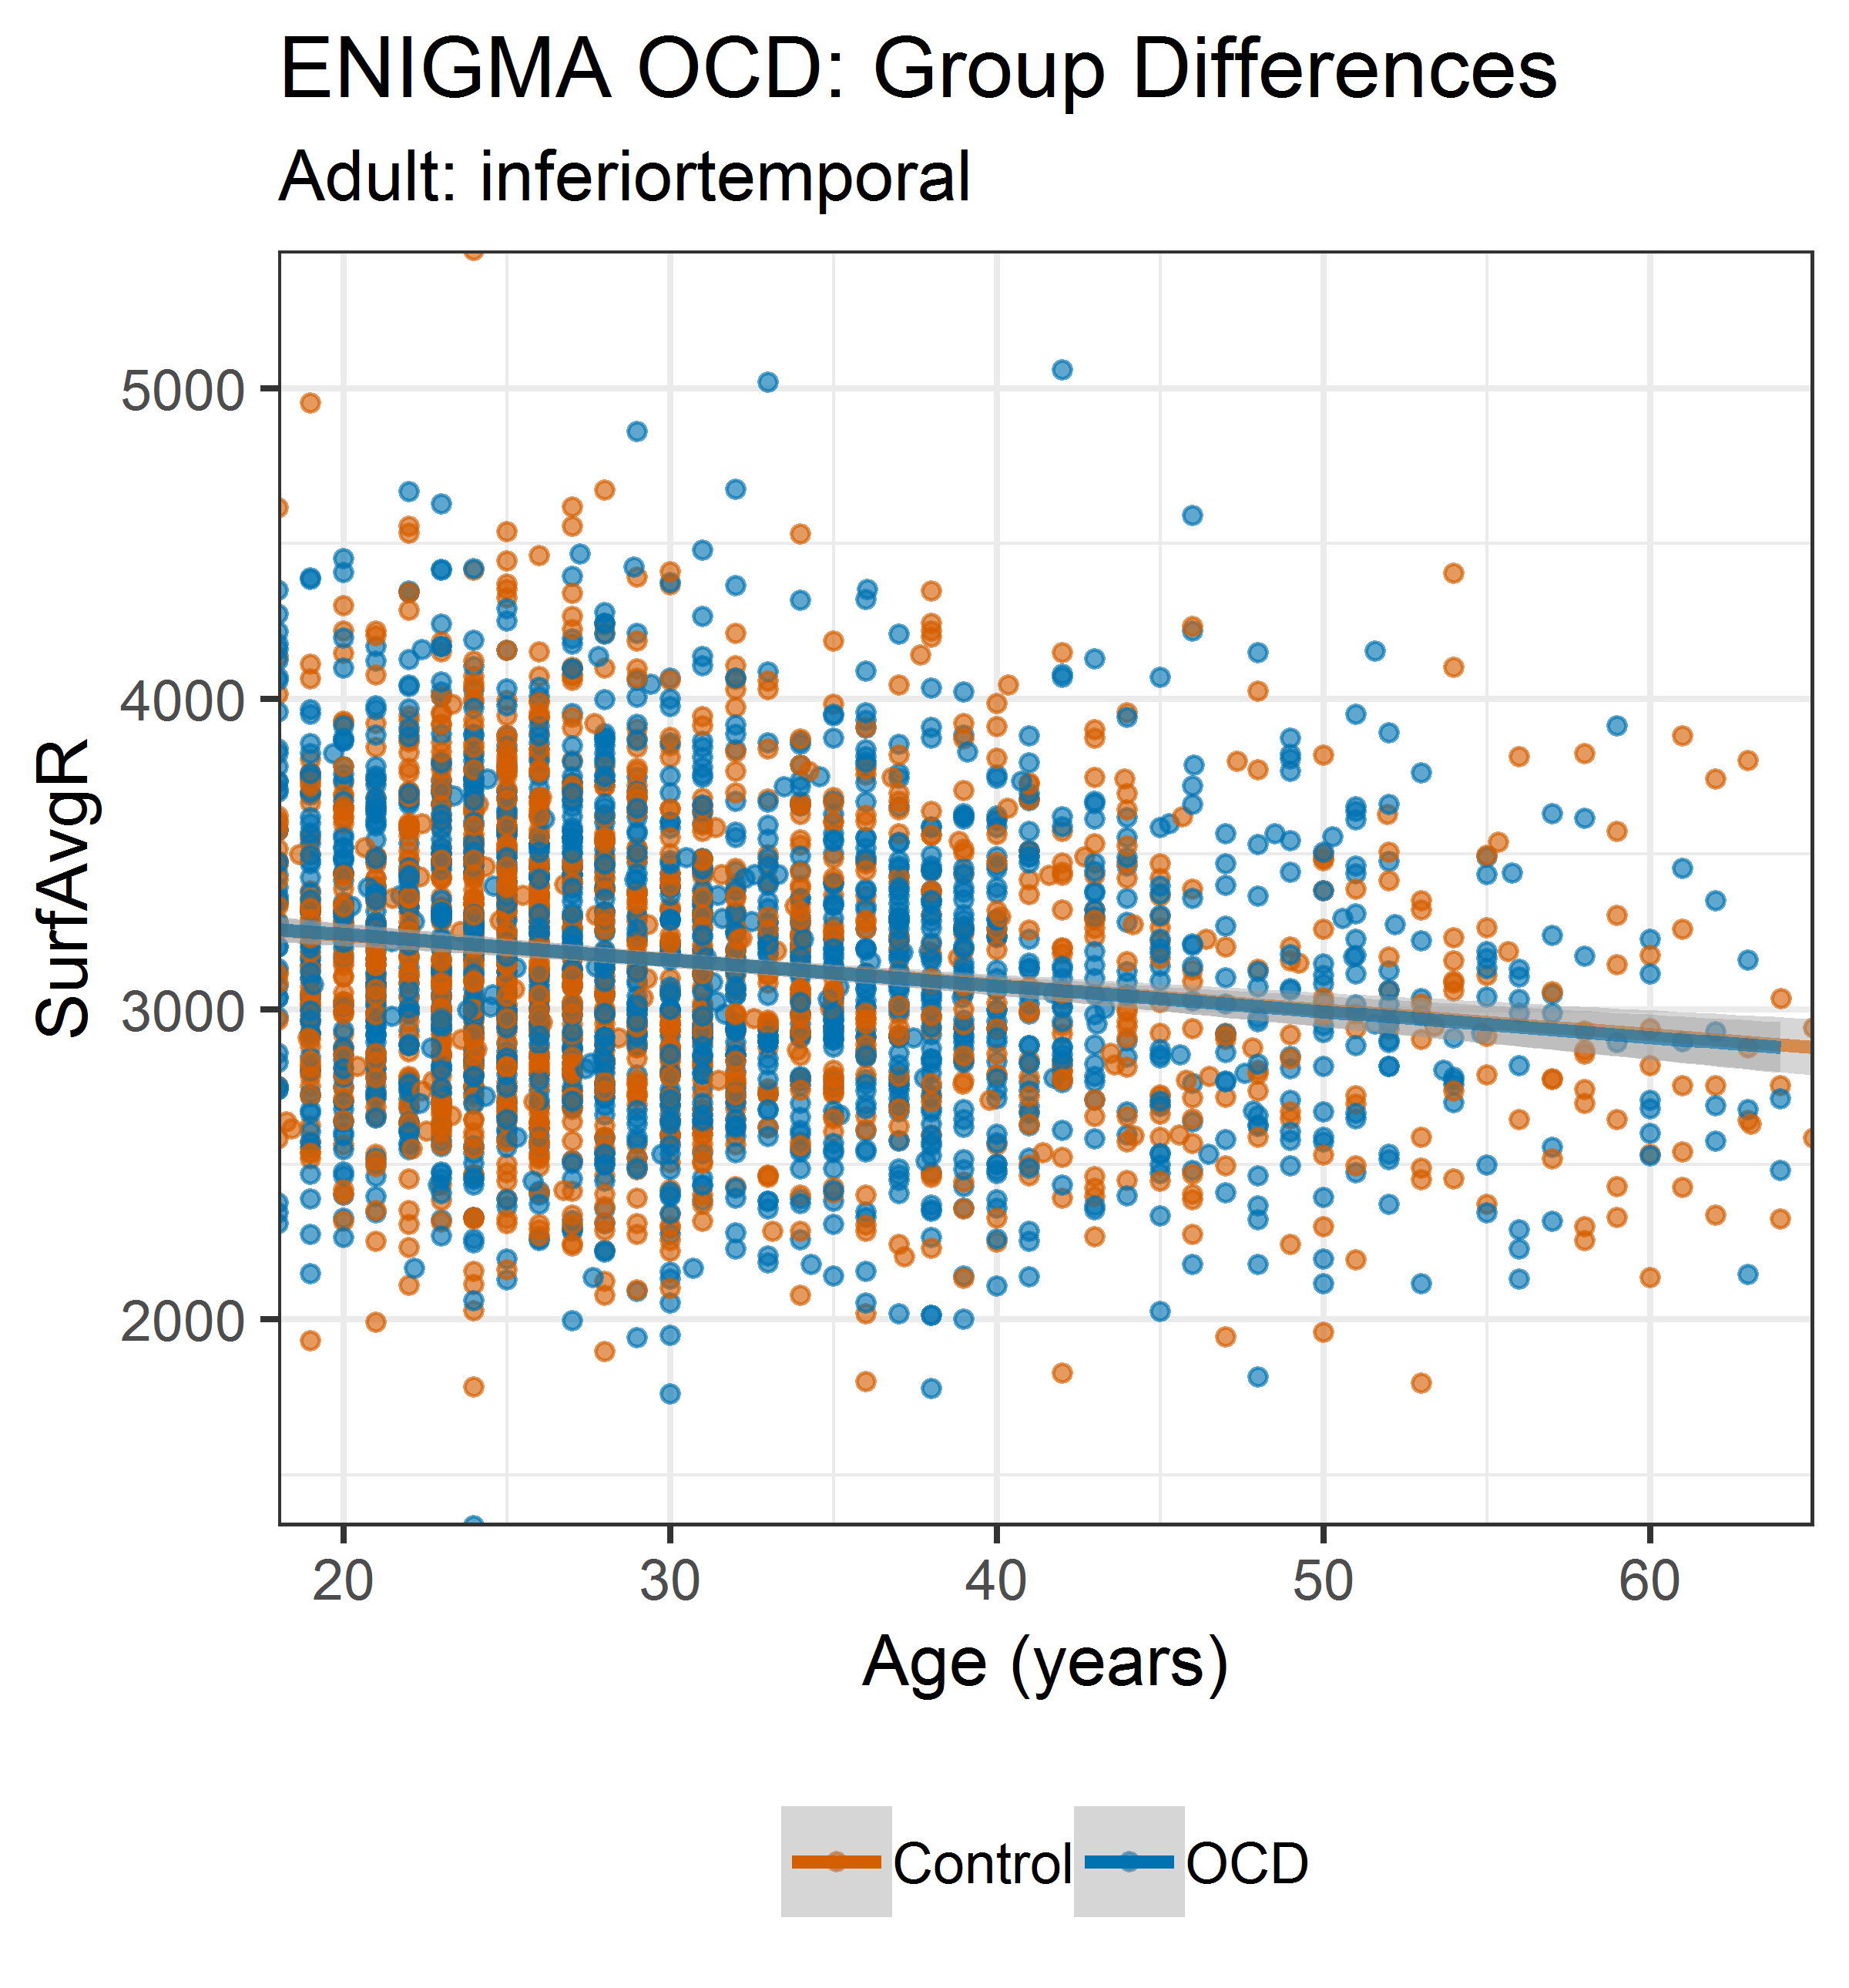 ENIGMA OCD: Group Differences
Adult: inferiortemporal
SurfAvgR
5000
4000
3000
2000
20 30 40 50 60
Age (years)
Control OCD